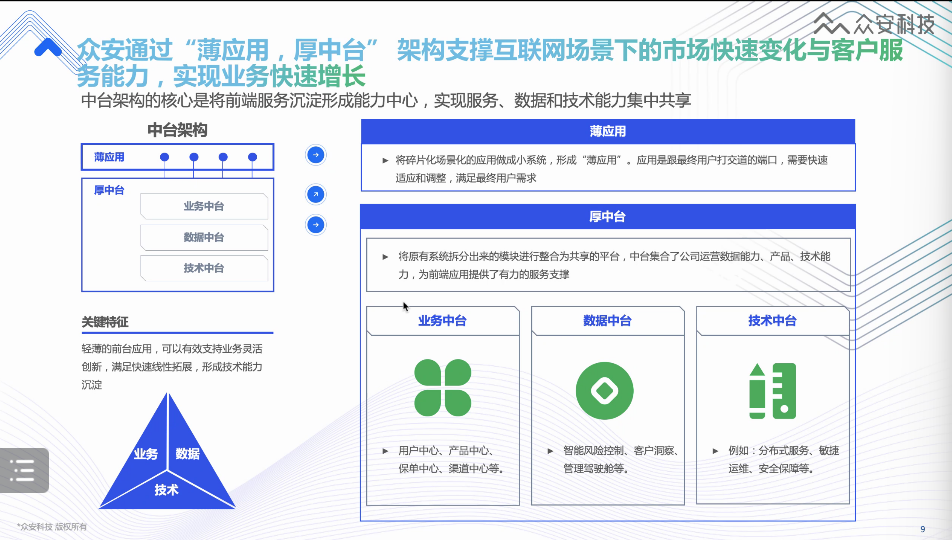 众安科技
众安通过“薄应用，厚中台” 架构支撑互联网场景下的市场快速变化与客户服
务能力，实现业务快速增长
中台架构的核心是将前端服务沉淀形成能力中心，实现服务、数据和技术能力集中共享
中台架构
薄应用
厚中台
业务中台
数据中台
技术中台
关键特征
轻薄的前台应用，可以有效支持业务灵活
创新，满足快速线性拓展，形成技术能力
沉淀
业务
数据
技术
薄应用
将碎片化场景化的应用做成小系统，形成“薄应用”。应用是跟最终用户打交道的端口，需要快速
适应和调整，满足最终用户需求
厚中台
将原有系统拆分出来的模块进行整合为共享的平台，中台集合了公司运营数据能力、产品、技术能
力，为前端应用提供了有力的服务支撑
业务中台
用户中心、产品中心、
保单中心、渠道中心等。
数据中台
智能风险控制、客户洞察、
管理驾驶舱等。
技术中台
例如：分布式服务、敏捷
运维、安全保障等。
*众安科技 版权所有
9